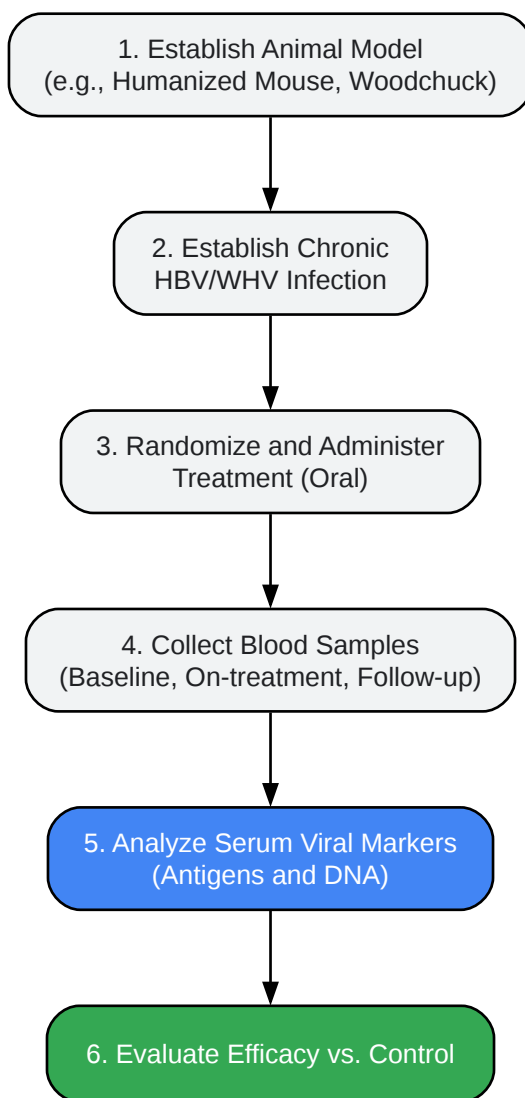 1. Establish Animal Model
(e.g., Humanized Mouse, Woodchuck)
2. Establish Chronic
HBV/WHV Infection
3. Randomize and Administer
Treatment (Oral)
4. Collect Blood Samples
(Baseline, On-treatment, Follow-up)
5. Analyze Serum Viral Markers
(Antigens and DNA)
6. Evaluate Efficacy vs. Control